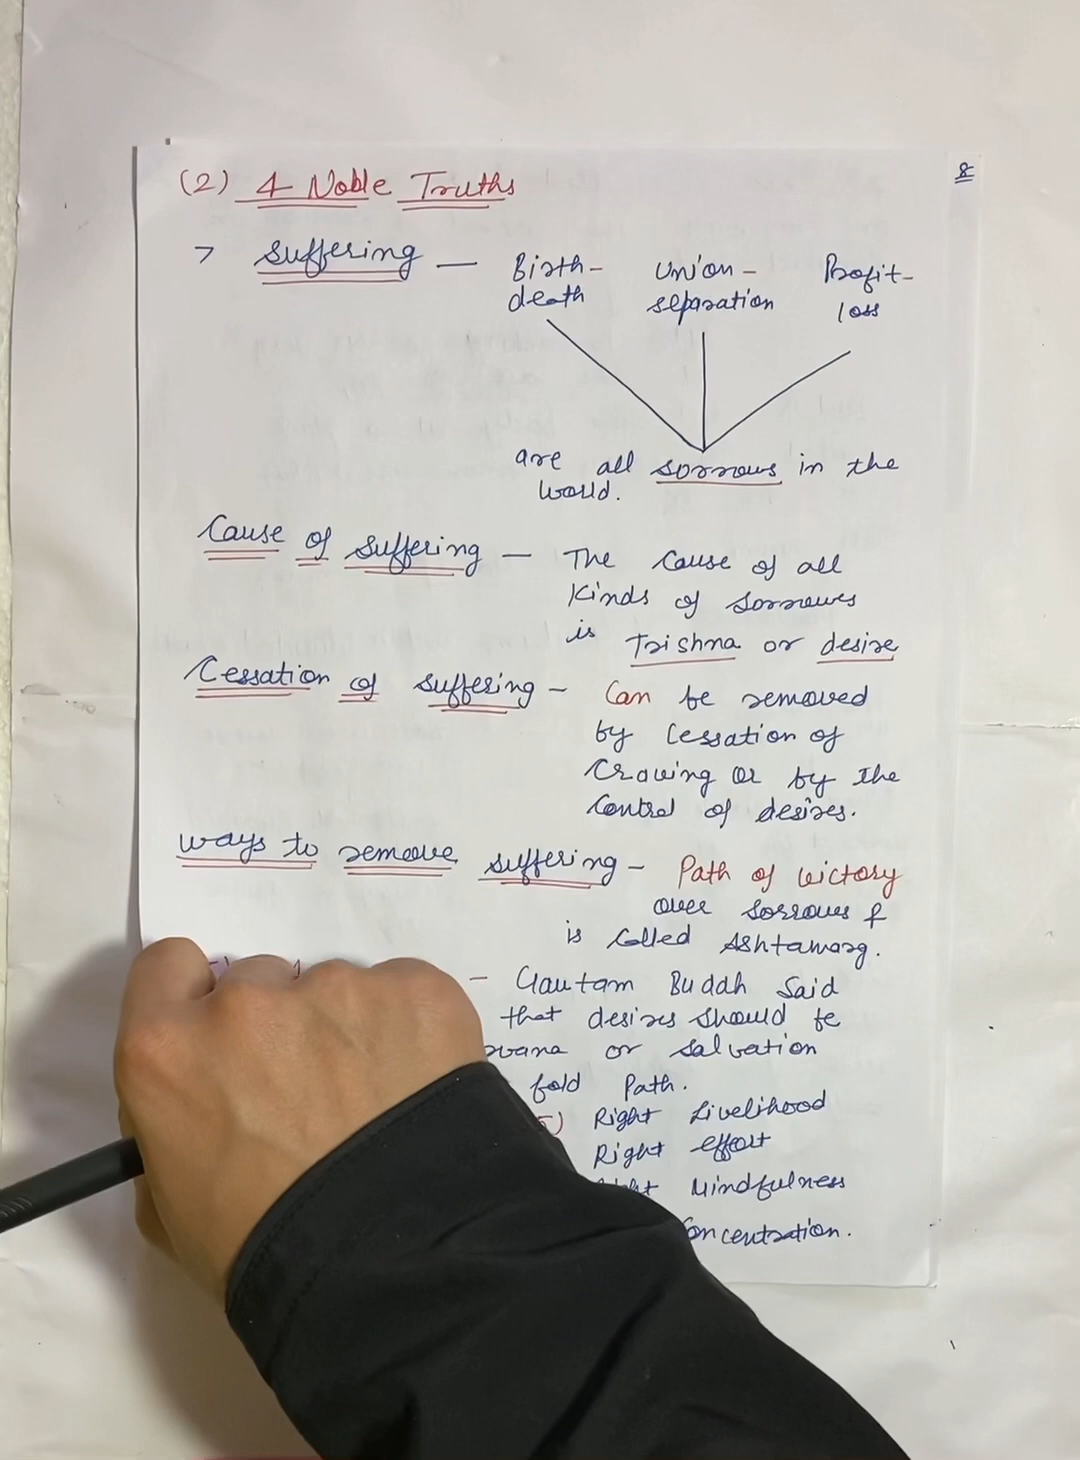 8
(2) 4 Noble Truths
> Suffering — Birth- Union- Profit-
death separation loss
are all sorrows in the
world.
Cause of Suffering — The Cause of all
Kinds of Sorrowes
is Trishna or desire
Cessation of Suffering - Can be removed
by Cessation of
Craving or by the
Control of desires.
Ways to remove Suffering - Path of victory
over Sorrows &
is Called Ashtamarg.
- Gautam Buddh Said
that desires should be
or Salvation
fold Path.
5) Right Livelihood
Right effort
Mindfulness
Concentration.